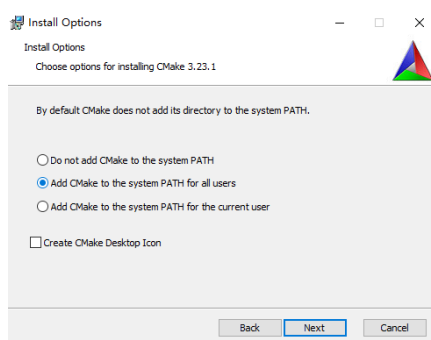 Install Options
Install Options
Choose options for installing CMake 3.23.1
By default CMake does not add its directory to the system PATH.
Do not add CMake to the system PATH
Add CMake to the system PATH for all users
Add CMake to the system PATH for the current user
Create CMake Desktop Icon
Back Next Cancel